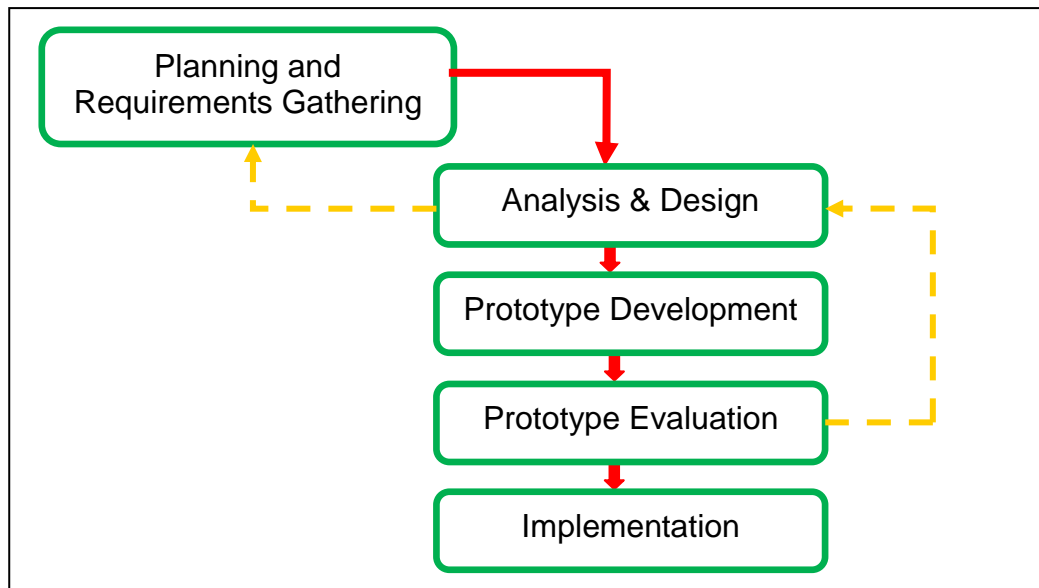 Planning and
Requirements Gathering
Analysis & Design
Prototype Development
Prototype Evaluation
Implementation